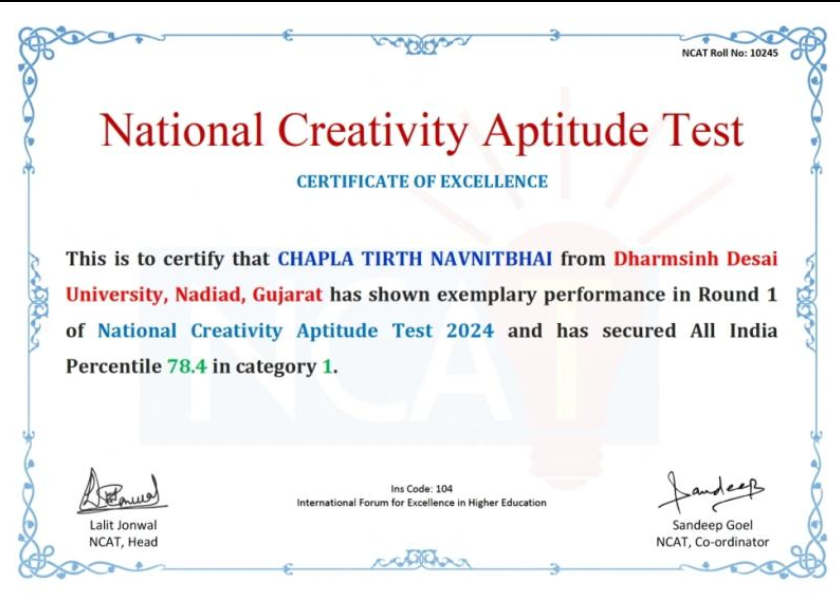 NCAT Roll No: 10245
National Creativity Aptitude Test
CERTIFICATE OF EXCELLENCE
This is to certify that CHAPLA TIRTH NAVNITBHAI from Dharmsinh Desai
University, Nadiad, Gujarat has shown exemplary performance in Round 1
of National Creativity Aptitude Test 2024 and has secured All India
Percentile 78.4 in category 1.
NCAT
Sandeep
Ins Code: 104
International Forum for Excellence in Higher Education
Lalit Jonwal
NCAT, Head
Sandeep Goel
NCAT, Co-ordinator